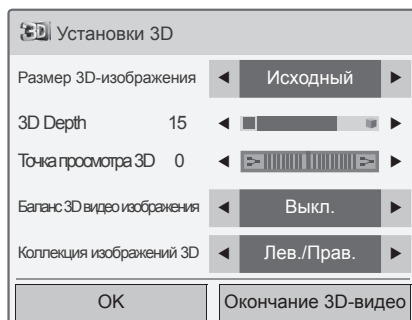 3D Установки 3D
Размер 3D-изображения Исходный
3D Depth 15
Точка просмотра 3D 0
Баланс 3D видео изображения Выкл.
Коллекция изображений 3D Лев./Прав.
OK Окончание 3D-видео